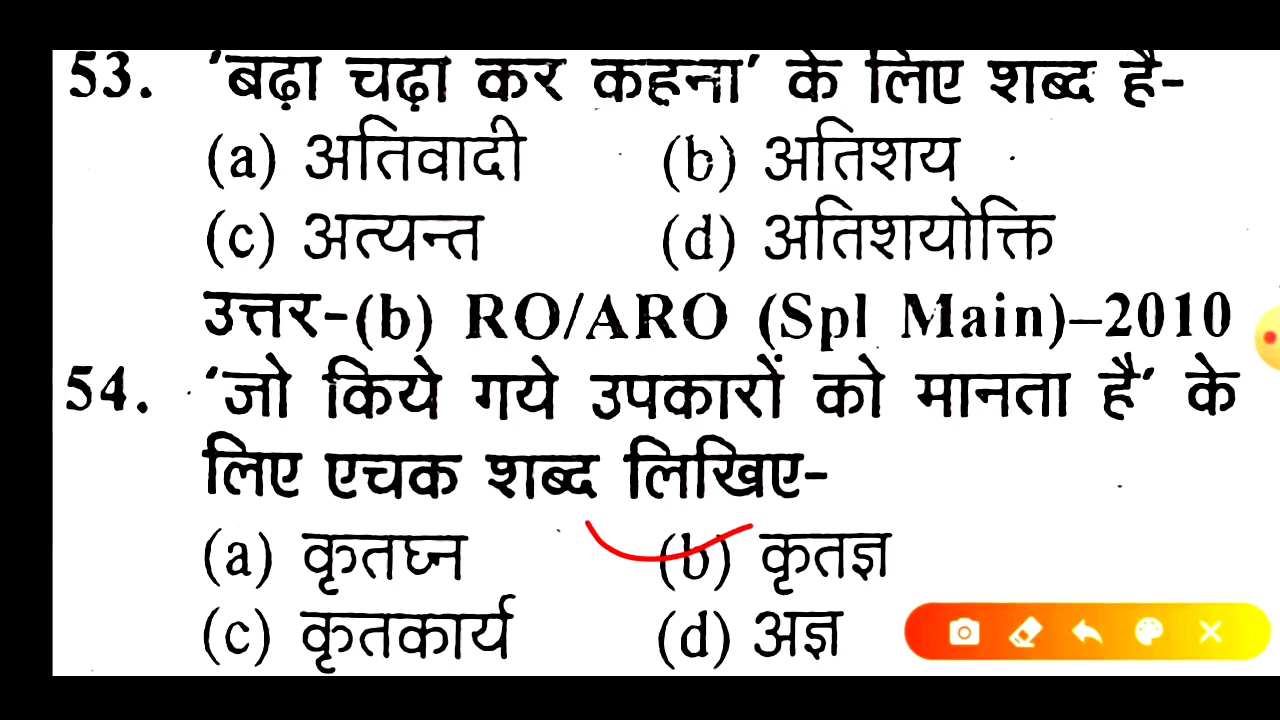 53. 'बढ़ा चढ़ा कर कहना' के लिए शब्द है-
(a) अतिवादी (b) अतिशय
(c) अत्यन्त (d) अतिशयोक्ति
उत्तर-(b) RO/ARO (Spl Main)–2010
54. 'जो किये गये उपकारों को मानता है' के
लिए एचक शब्द लिखिए-
(a) कृतघ्न (b) कृतज्ञ
(c) कृतकार्य (d) अज्ञ